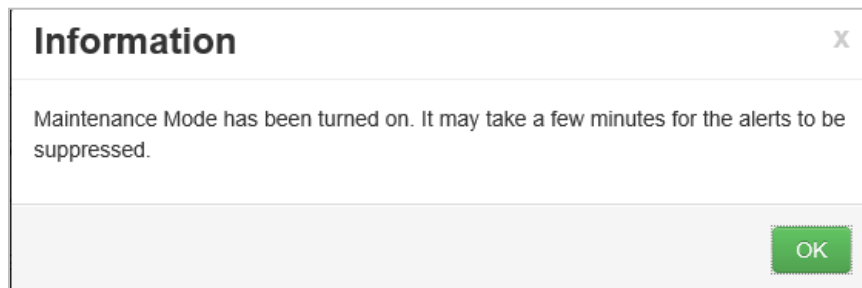 Information
x
Maintenance Mode has been turned on. It may take a few minutes for the alerts to be
suppressed.
OK